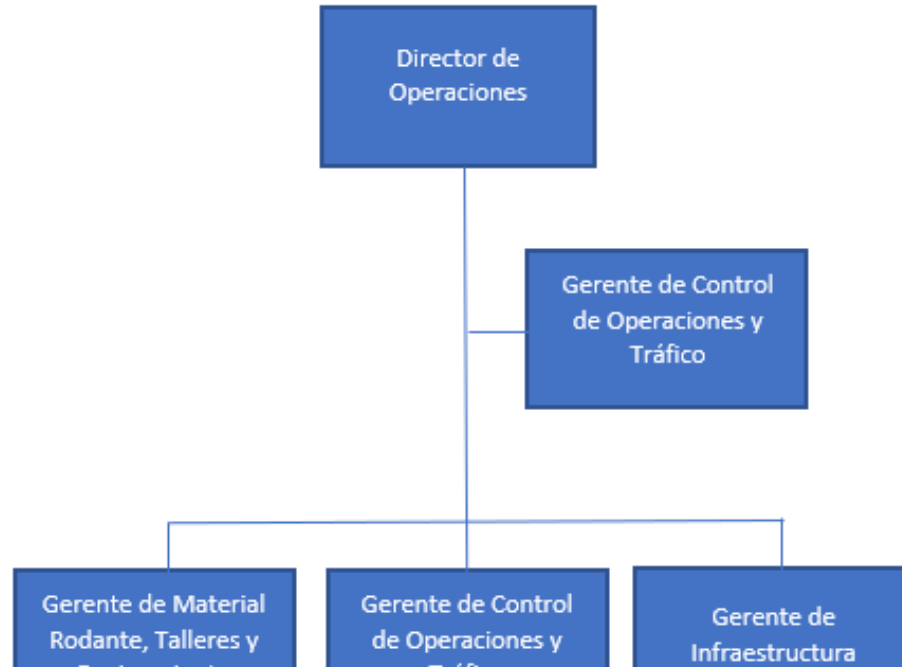 Director de
Operaciones
Gerente de Control
de Operaciones y
Tráfico
Gerente de Material
Rodante, Talleres y
Gerente de Control
de Operaciones y
Gerente de
Infraestructura